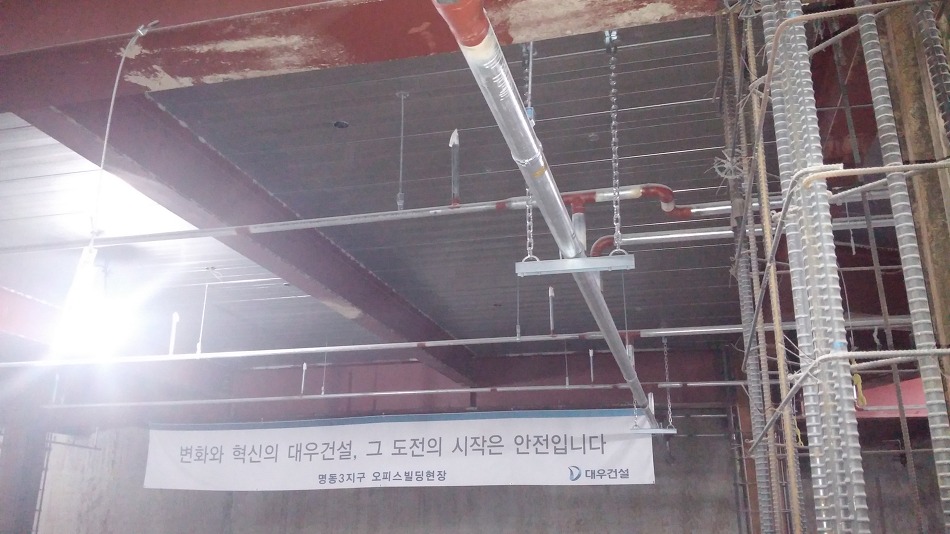 변화와 혁신의 대우건설, 그 도전의 시작은 안전입니다
명동3지구 오피스빌딩현장
대우건설